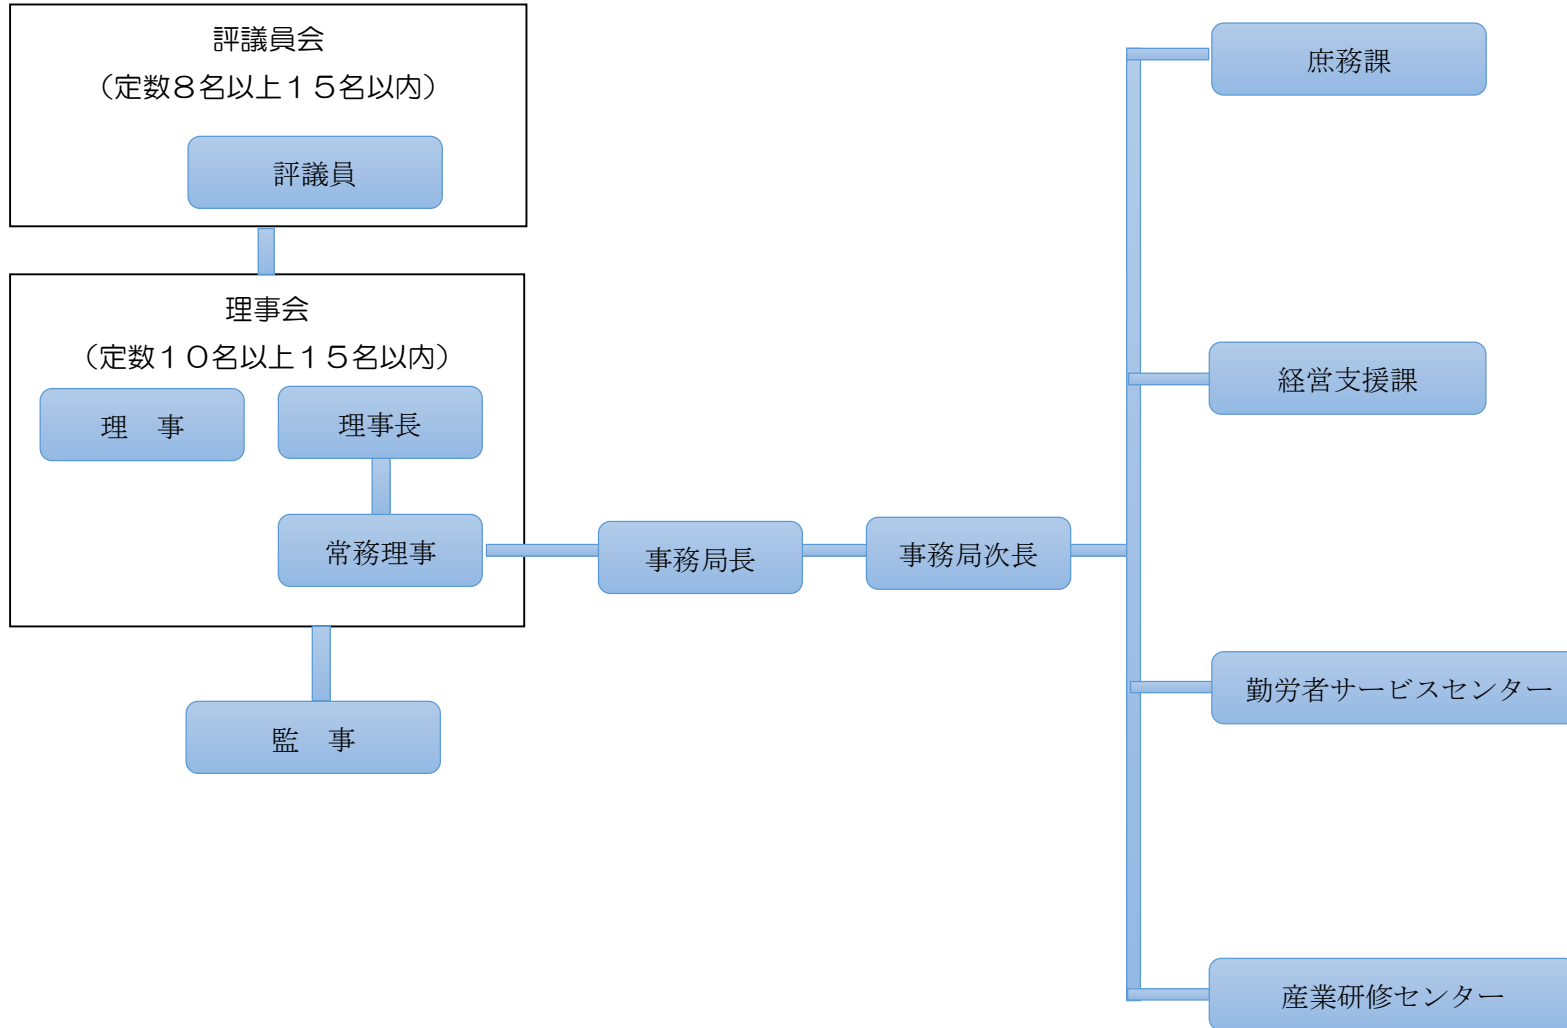 評議員会
（定数８名以上１５名以内）
評議員
理事会
（定数１０名以上１５名以内）
理　事
理事長
常務理事
監　事
事務局長
事務局次長
庶務課
経営支援課
勤労者サービスセンター
産業研修センター